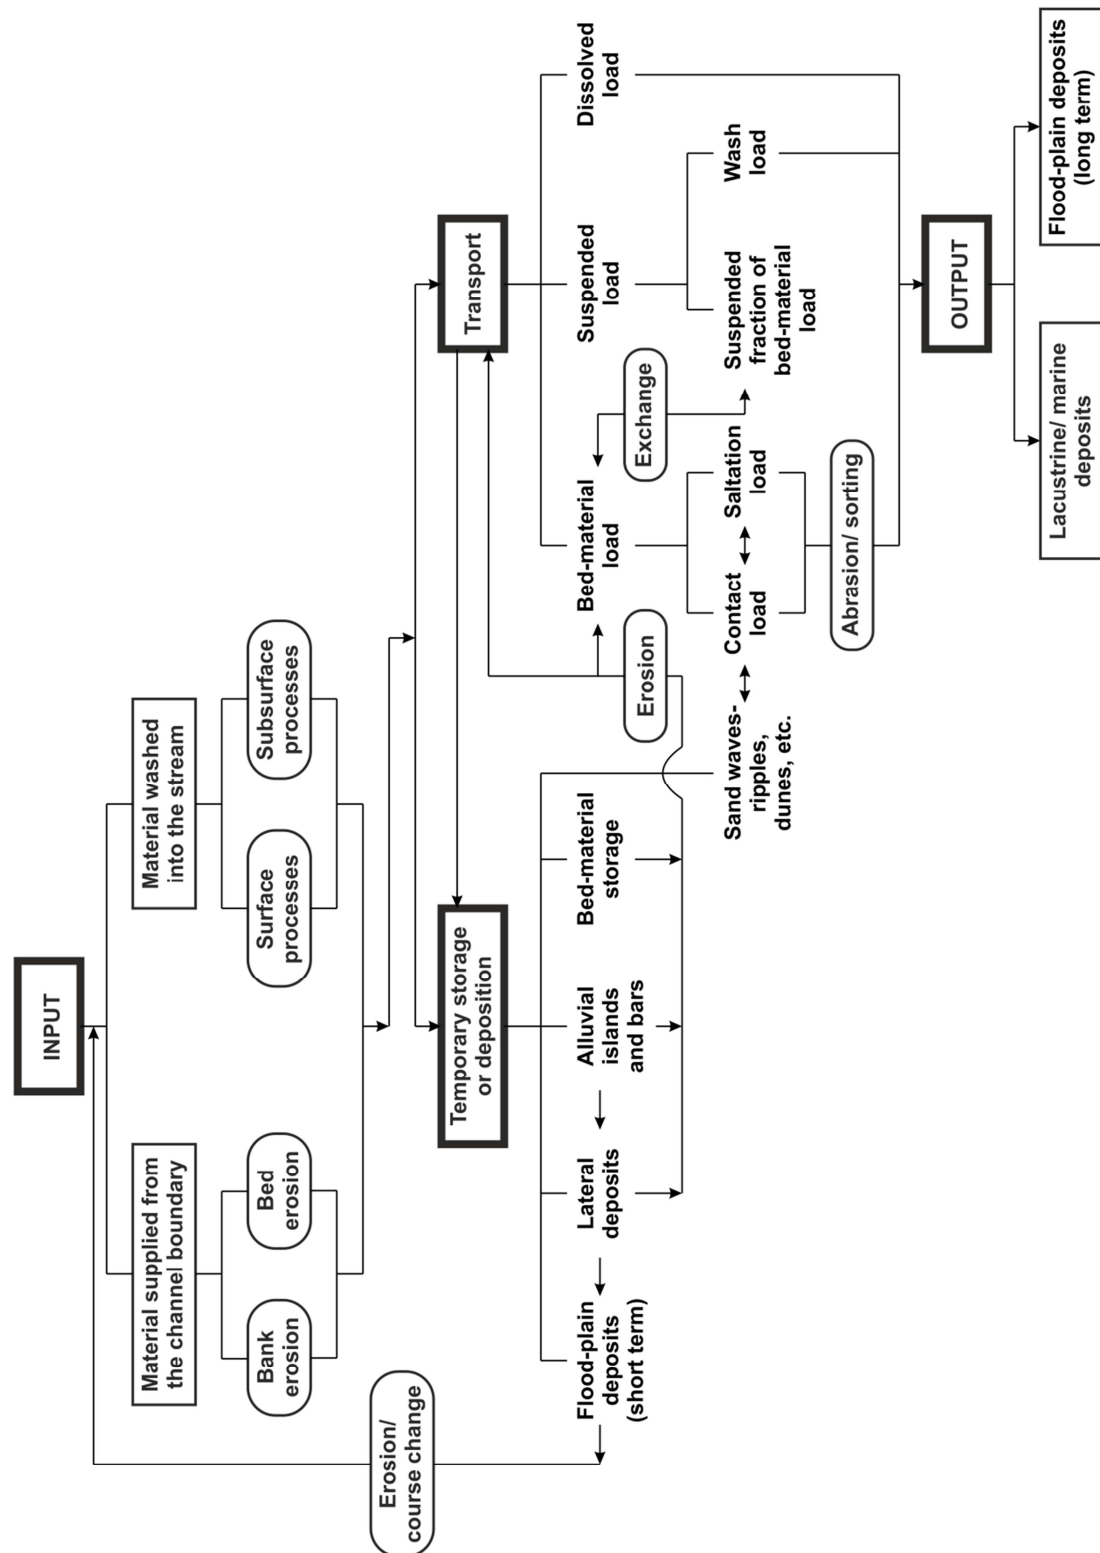 INPUT
Material supplied from
the channel boundary
Material washed
into the stream
Bank
erosion
Bed
erosion
Surface
processes
Subsurface
processes
Erosion/
course change
Temporary storage
or deposition
Transport
Flood-plain
deposits
(short term)
Lateral
deposits
Alluvial
islands
and bars
Bed-material
storage
Bed-material
load
Suspended
load
Dissolved
load
Erosion
Exchange
Sand waves-
ripples,
dunes, etc.
Contact
load
Saltation
load
Suspended
fraction of
bed-material
load
Wash
load
Abrasion/ sorting
OUTPUT
Lacustrine/ marine
deposits
Flood-plain deposits
(long term)